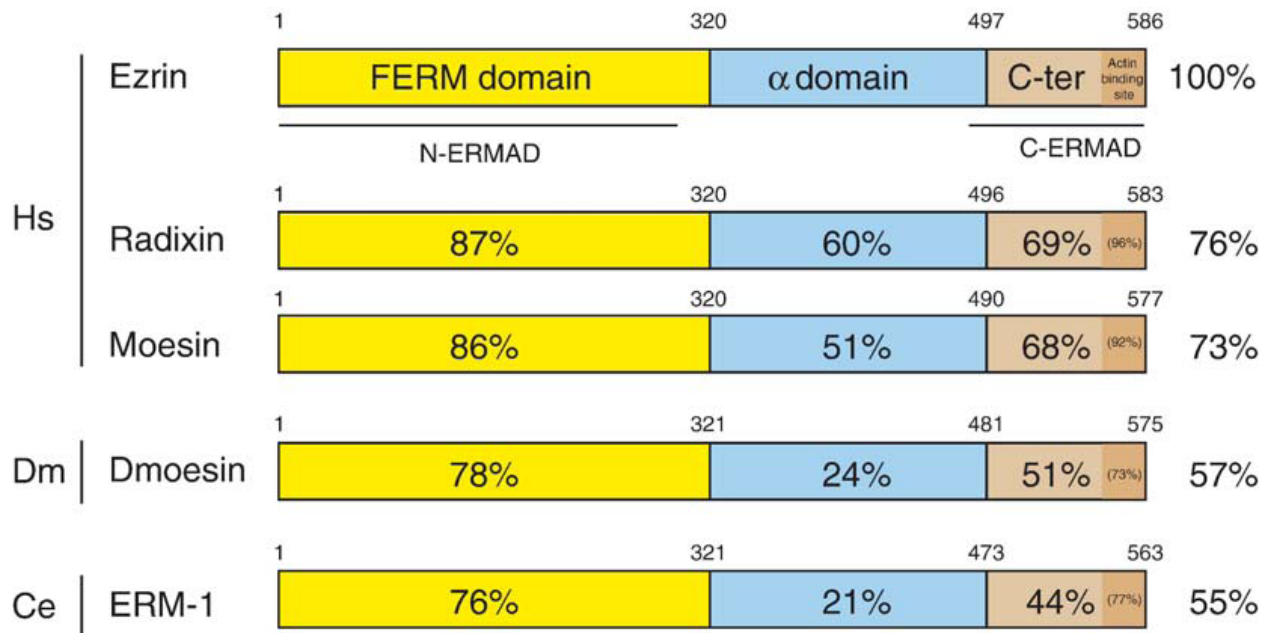 1 320 497 586
Ezrin FERM domain α domain C-ter Actin binding site 100%
N-ERMAD C-ERMAD
Hs
1 320 496 583
Radixin 87% 60% 69% (96%) 76%
1 320 490 577
Moesin 86% 51% 68% (92%) 73%
1 321 481 575
Dm Dmoesin 78% 24% 51% (73%) 57%
1 321 473 563
Ce ERM-1 76% 21% 44% (77%) 55%